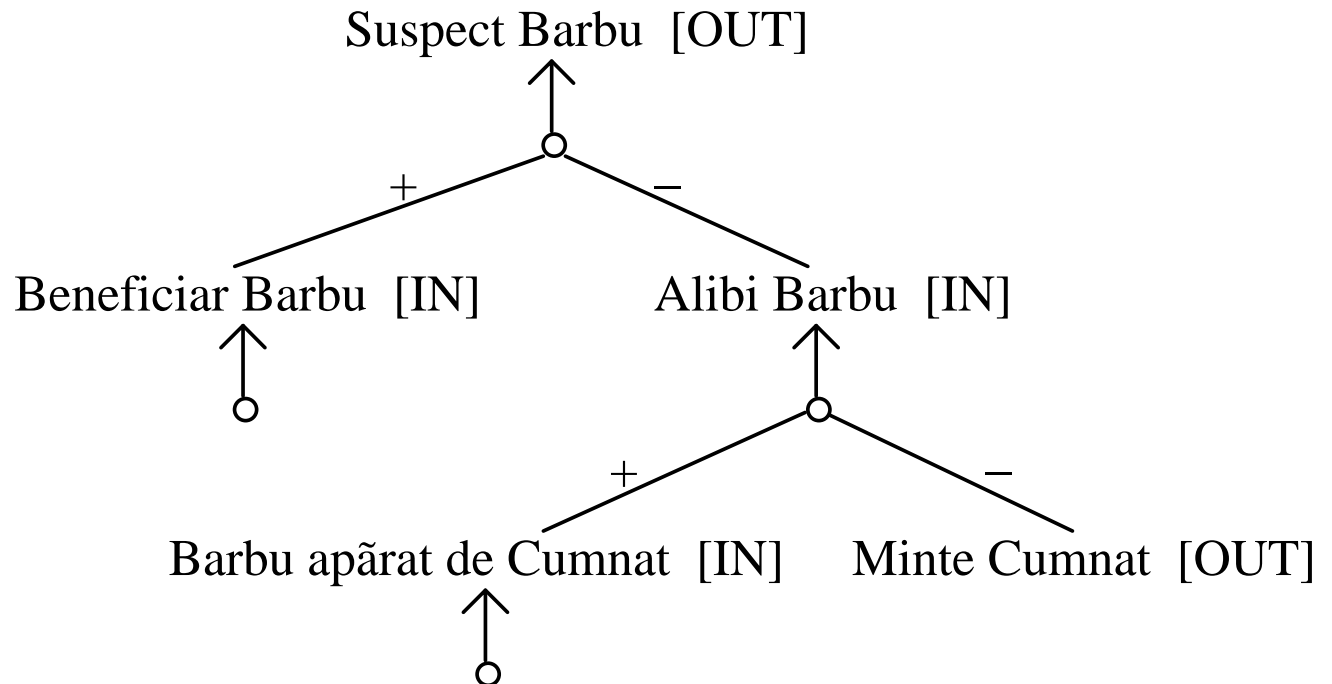 Suspect Barbu [OUT]
+ −
Beneficiar Barbu [IN] Alibi Barbu [IN]
+ −
Barbu apãrat de Cumnat [IN] Minte Cumnat [OUT]